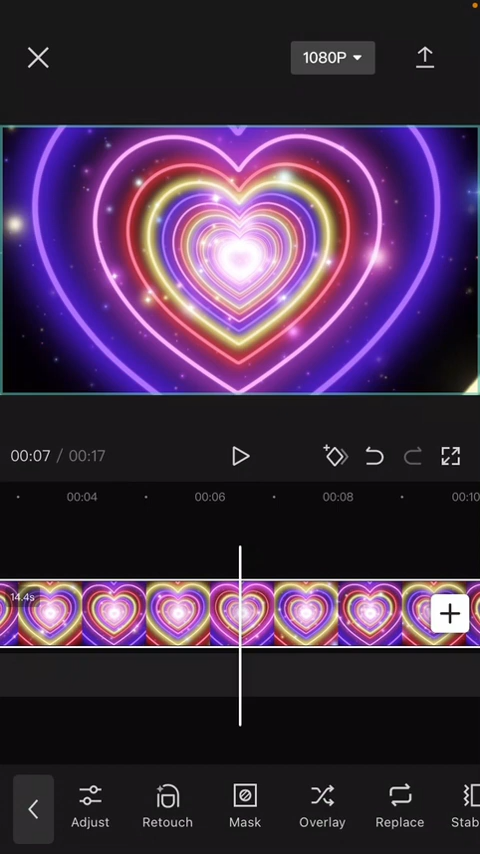 1080P
00:07 / 00:17
00:04 00:06 00:08 00:10
14.4s
Adjust Retouch Mask Overlay Replace Stab